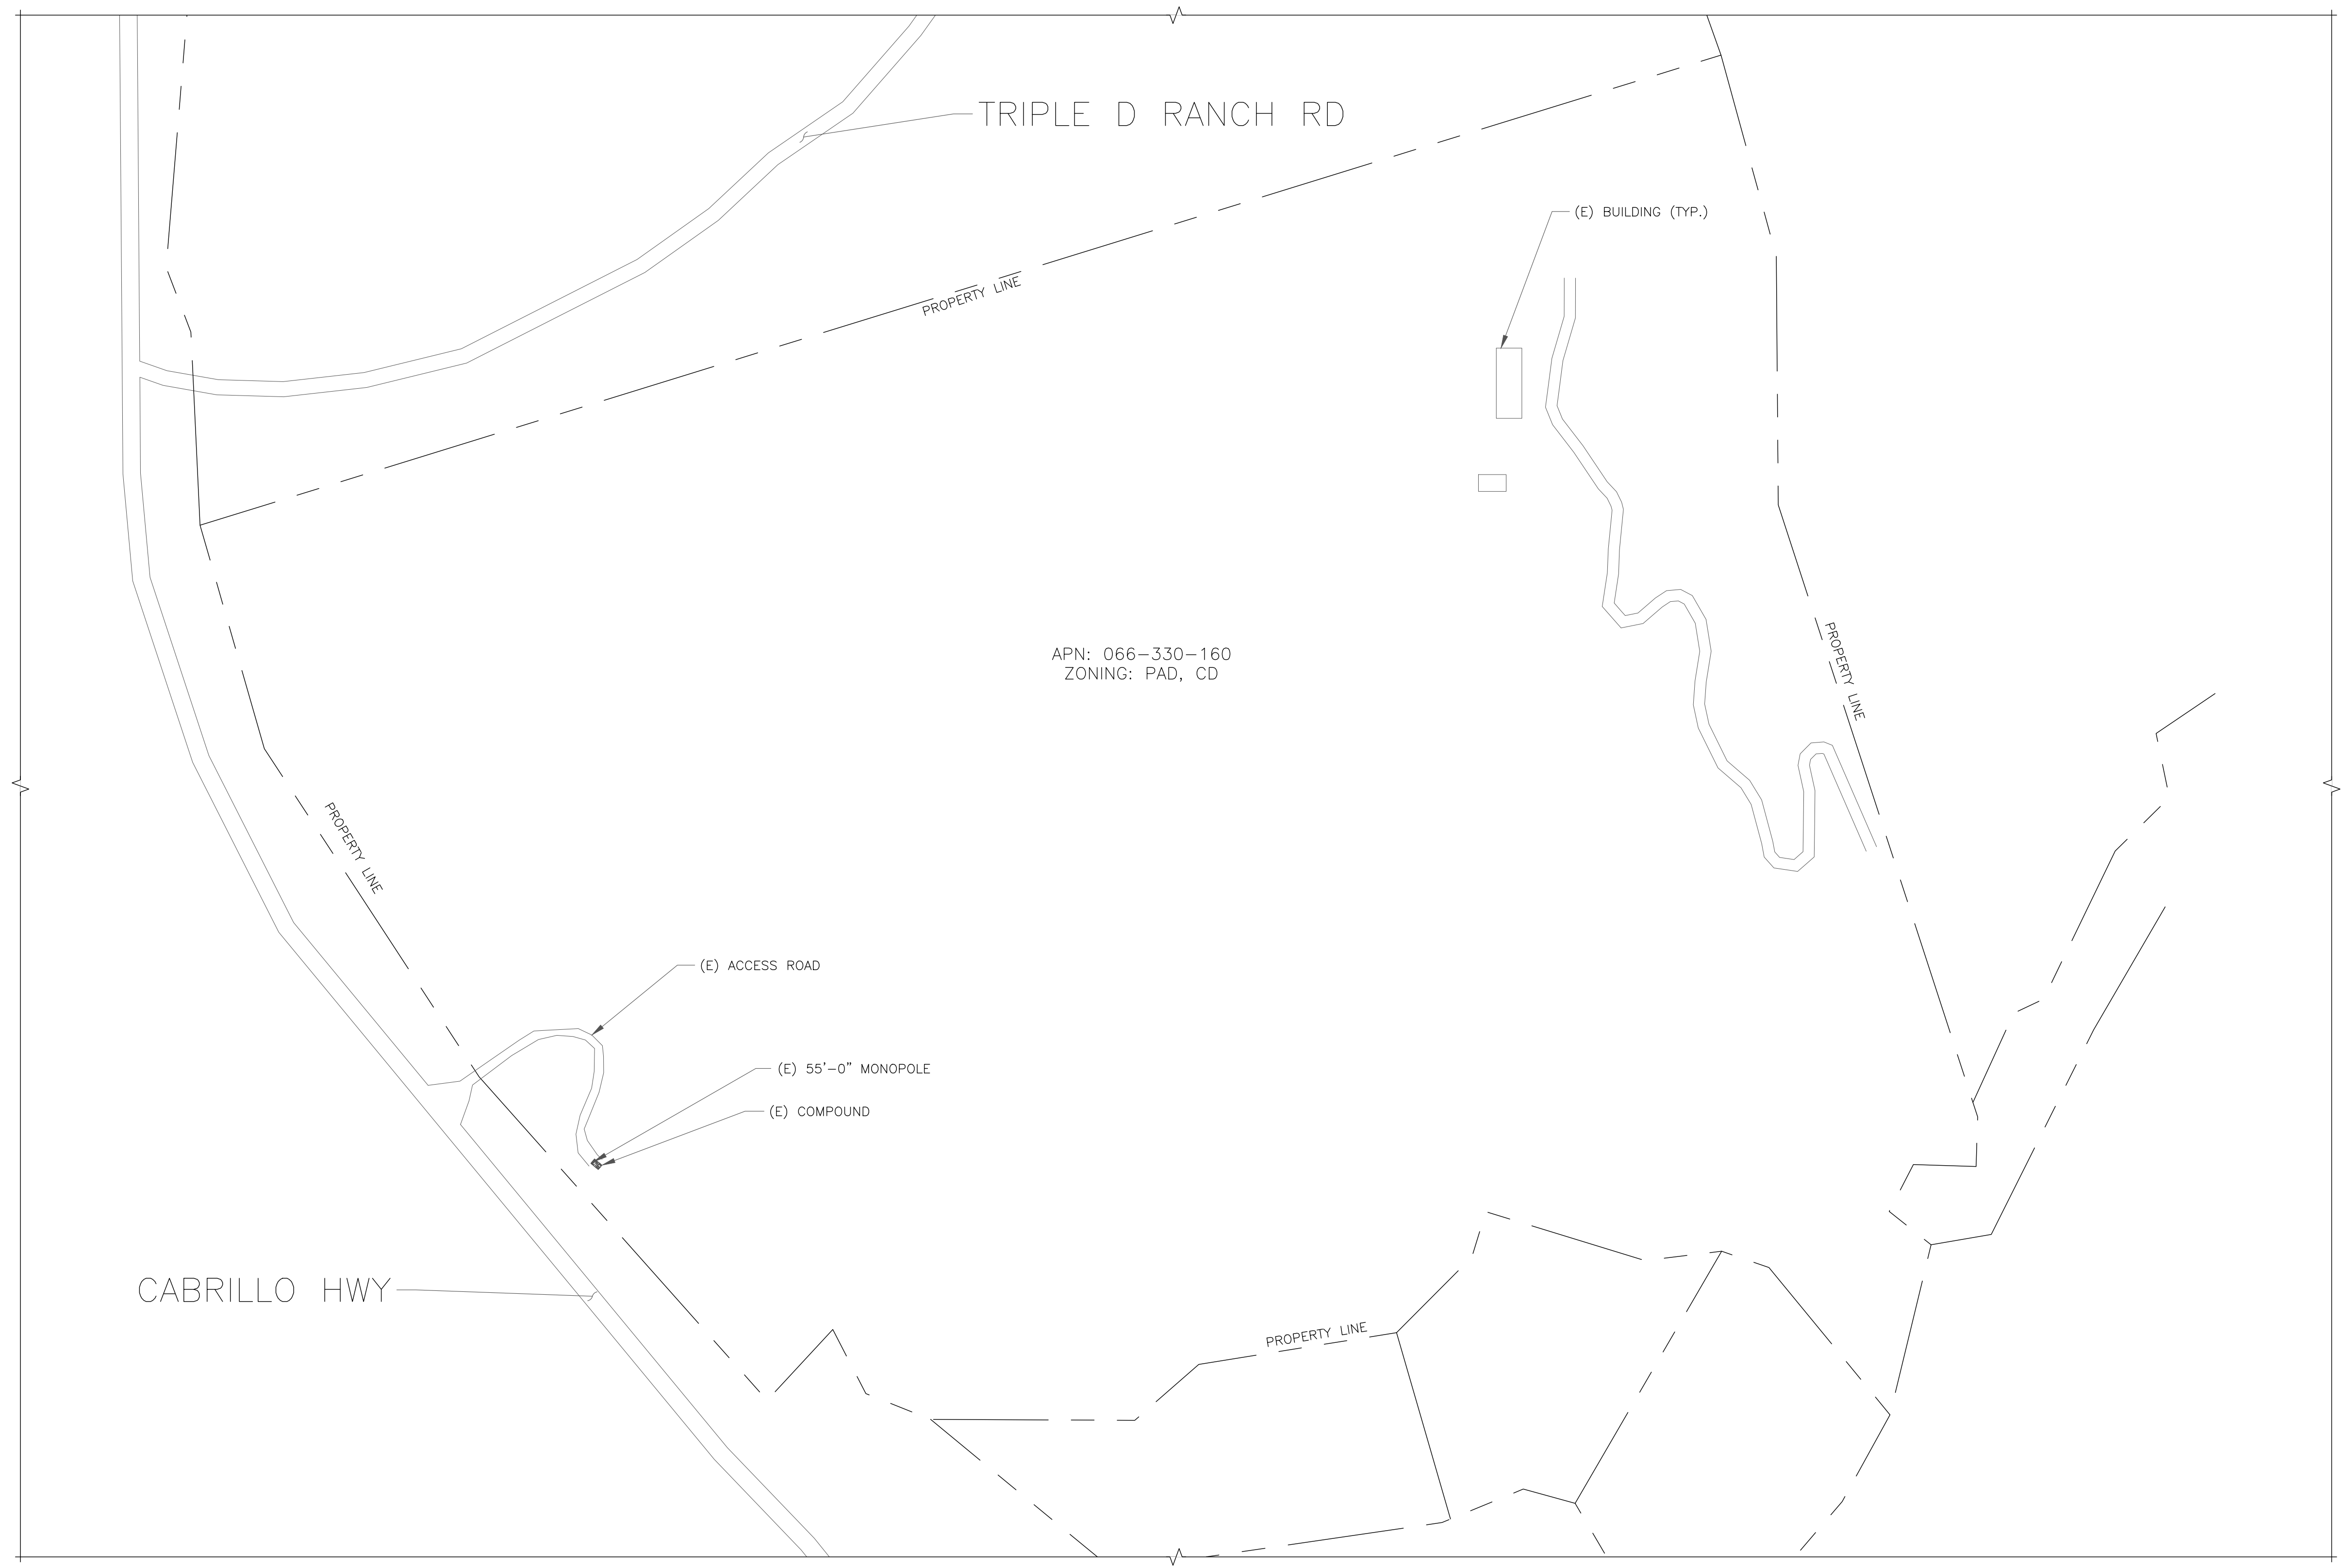 TRIPLE D RANCH RD
(E) BUILDING (TYP.)
PROPERTY LINE
APN: 066-330-160
ZONING: PAD, CD
PROPERTY LINE
PROPERTY LINE
(E) ACCESS ROAD
(E) 55'-0" MONOPOLE
(E) COMPOUND
CABRILLO HWY
PROPERTY LINE